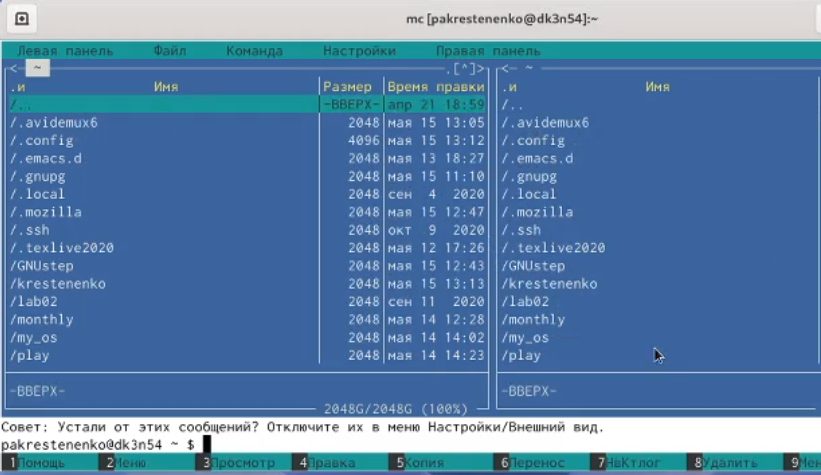 mc [pakrestenenko@dk3n54]:~
Левая панель Файл Команда Настройки Правая панель
<- ~ .[^]> <- ~
.и Имя Размер Время правки .и Имя
/.. -ВВЕРХ- апр 21 18:59 /..
/.avidemux6 2048 мая 15 13:05 /.avidemux6
/.config 4096 мая 15 13:12 /.config
/.emacs.d 2048 мая 13 18:27 /.emacs.d
/.gnupg 2048 мая 15 11:10 /.gnupg
/.local 2048 сен 4 2020 /.local
/.mozilla 2048 мая 15 12:47 /.mozilla
/.ssh 2048 окт 9 2020 /.ssh
/.texlive2020 2048 мая 12 17:26 /.texlive2020
/GNUstep 2048 мая 15 12:43 /GNUstep
/krestenenko 2048 мая 15 13:13 /krestenenko
/lab02 2048 сен 11 2020 /lab02
/monthly 2048 мая 14 12:28 /monthly
/my_os 2048 мая 14 14:02 /my_os
/play 2048 мая 14 14:23 /play
-ВВЕРХ- -ВВЕРХ-
2048G/2048G (100%)
Совет: Устали от этих сообщений? Отключите их в меню Настройки/Внешний вид.
pakrestenenko@dk3n54 ~ $
1Помощь 2Меню 3Просмотр 4Правка 5Копия 6Перенос 7НвКтлог 8Удалить 9Мен